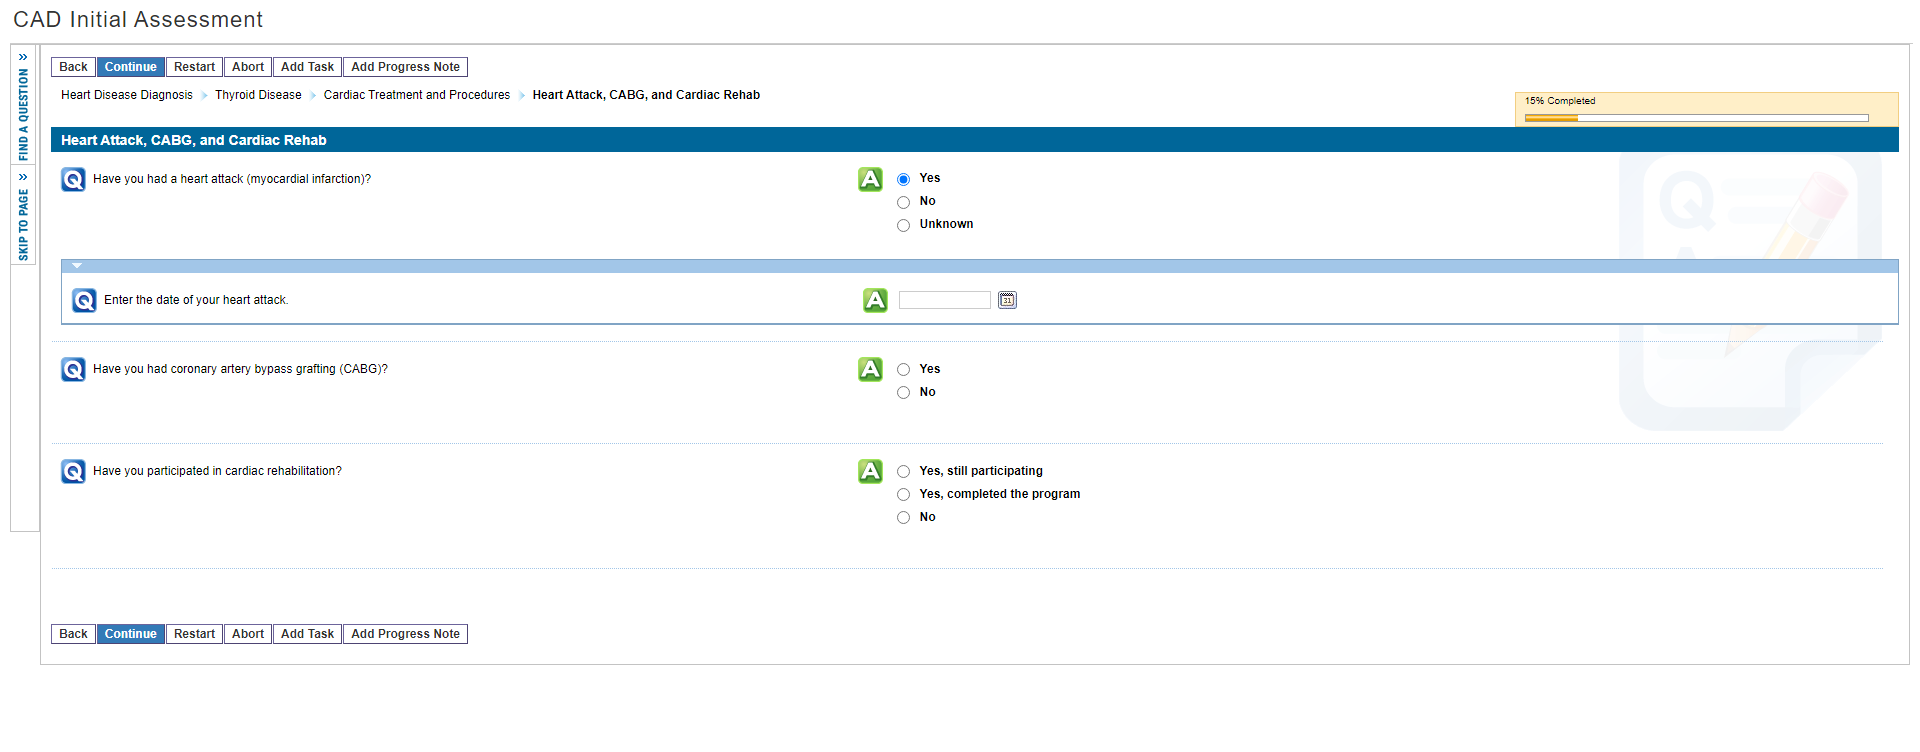 CAD Initial Assessment
» FIND A QUESTION
» SKIP TO PAGE
Back Continue Restart Abort Add Task Add Progress Note
Heart Disease Diagnosis Thyroid Disease Cardiac Treatment and Procedures Heart Attack, CABG, and Cardiac Rehab
15% Completed
Heart Attack, CABG, and Cardiac Rehab
Q Have you had a heart attack (myocardial infarction)? A Yes
No
Unknown
Q Enter the date of your heart attack. A 31
Q Have you had coronary artery bypass grafting (CABG)? A Yes
No
Q Have you participated in cardiac rehabilitation? A Yes, still participating
Yes, completed the program
No
Back Continue Restart Abort Add Task Add Progress Note
Q
A